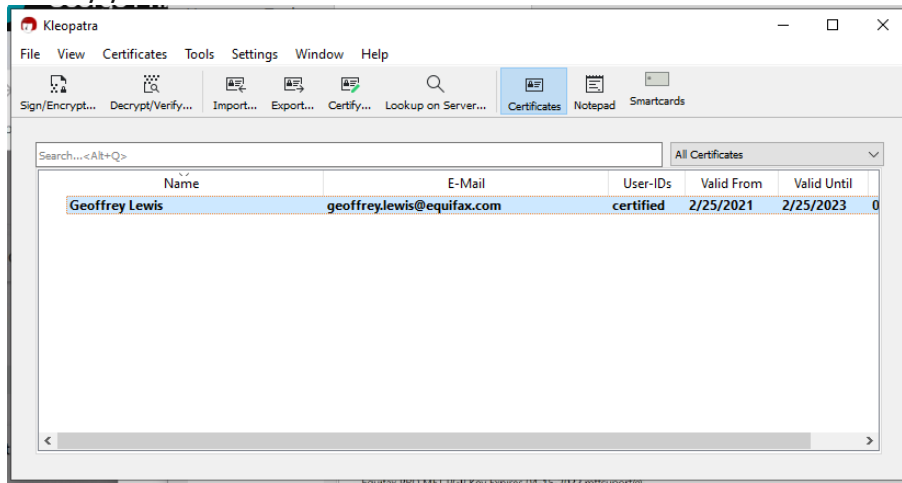 Kleopatra
File View Certificates Tools Settings Window Help
Sign/Encrypt... Decrypt/Verify... Import... Export... Certify... Lookup on Server... Certificates Notepad Smartcards
Search...<Alt+Q> All Certificates
Name E-Mail User-IDs Valid From Valid Until
Geoffrey Lewis geoffrey.lewis@equifax.com certified 2/25/2021 2/25/2023 0